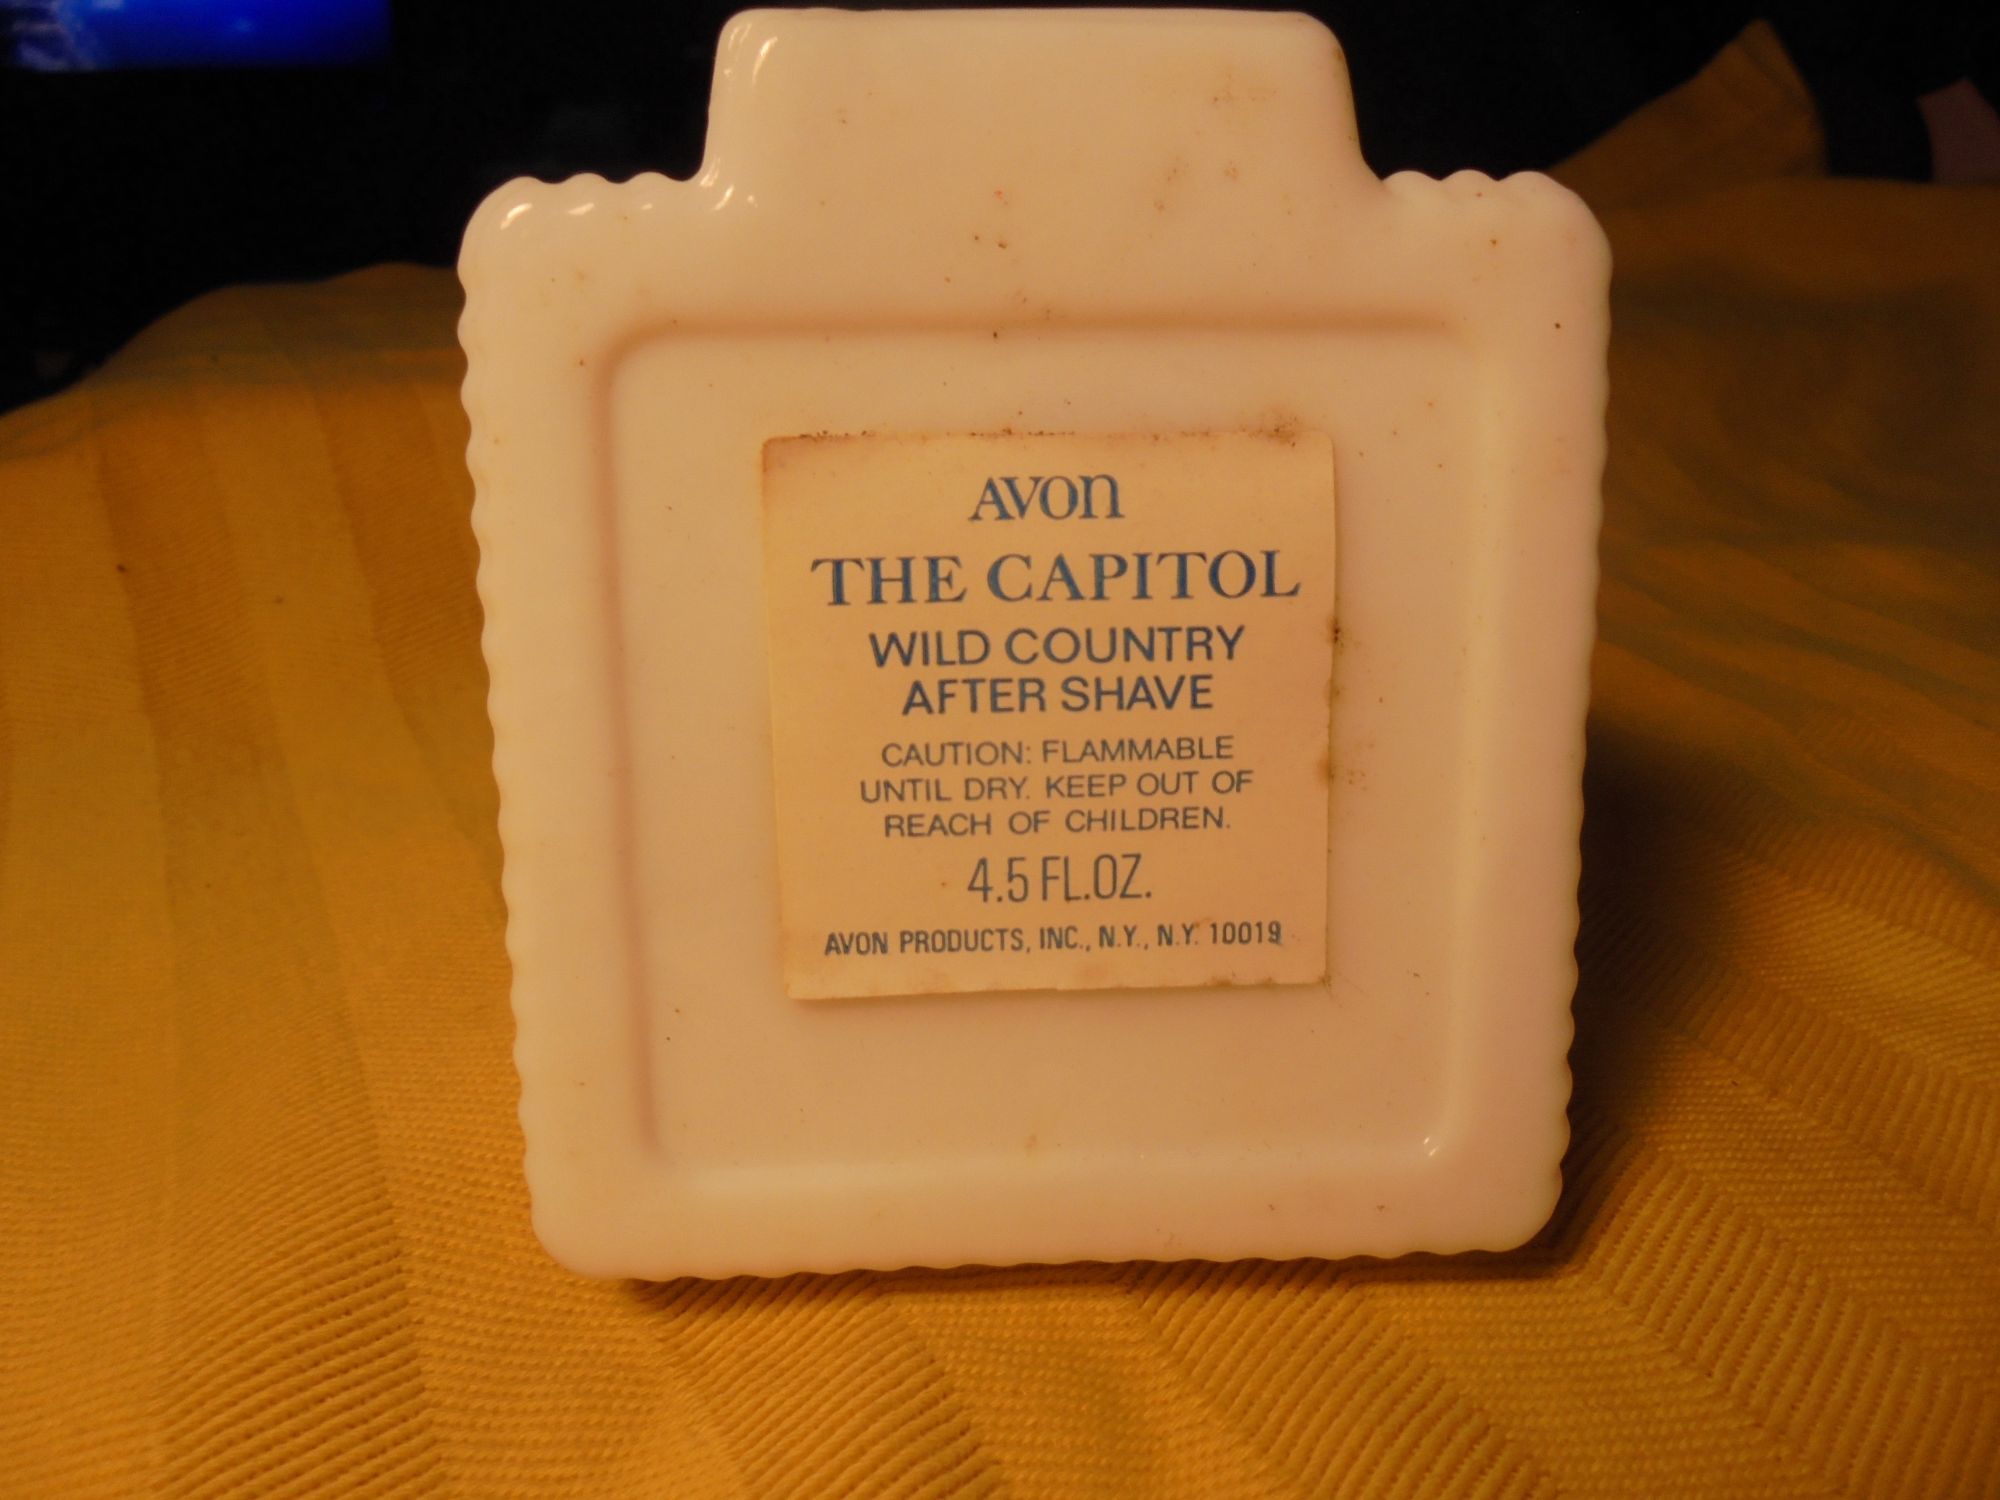 AVON
THE CAPITOL
WILD COUNTRY
AFTER SHAVE
CAUTION: FLAMMABLE
UNTIL DRY. KEEP OUT OF
REACH OF CHILDREN.
4.5 FL.OZ.
AVON PRODUCTS, INC., N.Y., N.Y. 10019